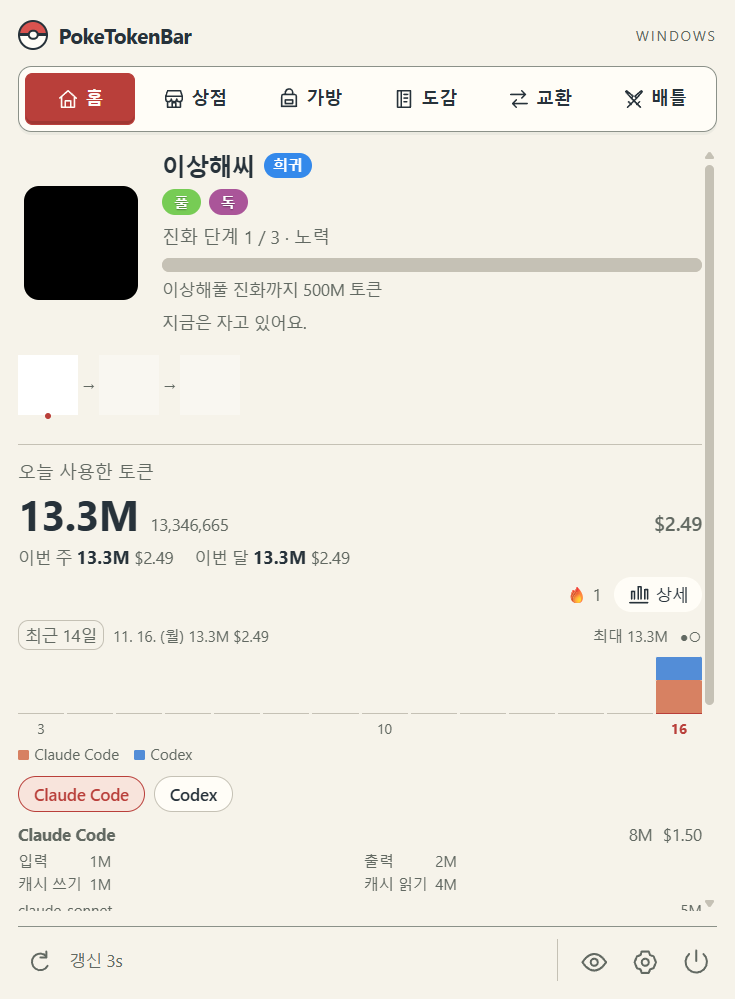 PokeTokenBar
WINDOWS
홈 상점 가방 도감 교환 배틀
이상해씨 희귀
풀 독
진화 단계 1 / 3 · 노력
이상해풀 진화까지 500M 토큰
지금은 자고 있어요.
→ →
오늘 사용한 토큰
13.3M 13,346,665 $2.49
이번 주 13.3M $2.49 이번 달 13.3M $2.49
1 상세
최근 14일 11. 16. (월) 13.3M $2.49 최대 13.3M
3 10 16
Claude Code Codex
Claude Code Codex
Claude Code 8M $1.50
입력 1M 출력 2M
캐시 쓰기 1M 캐시 읽기 4M
claude-sonnet 5M
갱신 3s